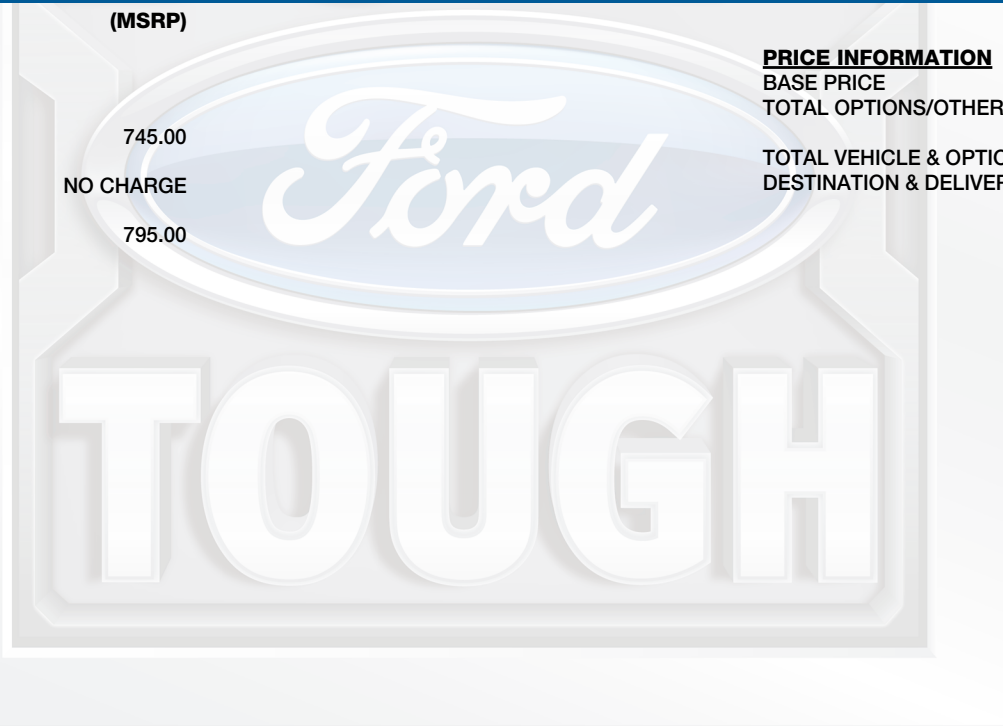 (MSRP)
745.00
NO CHARGE
795.00
PRICE INFORMATION
BASE PRICE
TOTAL OPTIONS/OTHER
TOTAL VEHICLE & OPTIO
DESTINATION & DELIVER
Ford
TOUGH